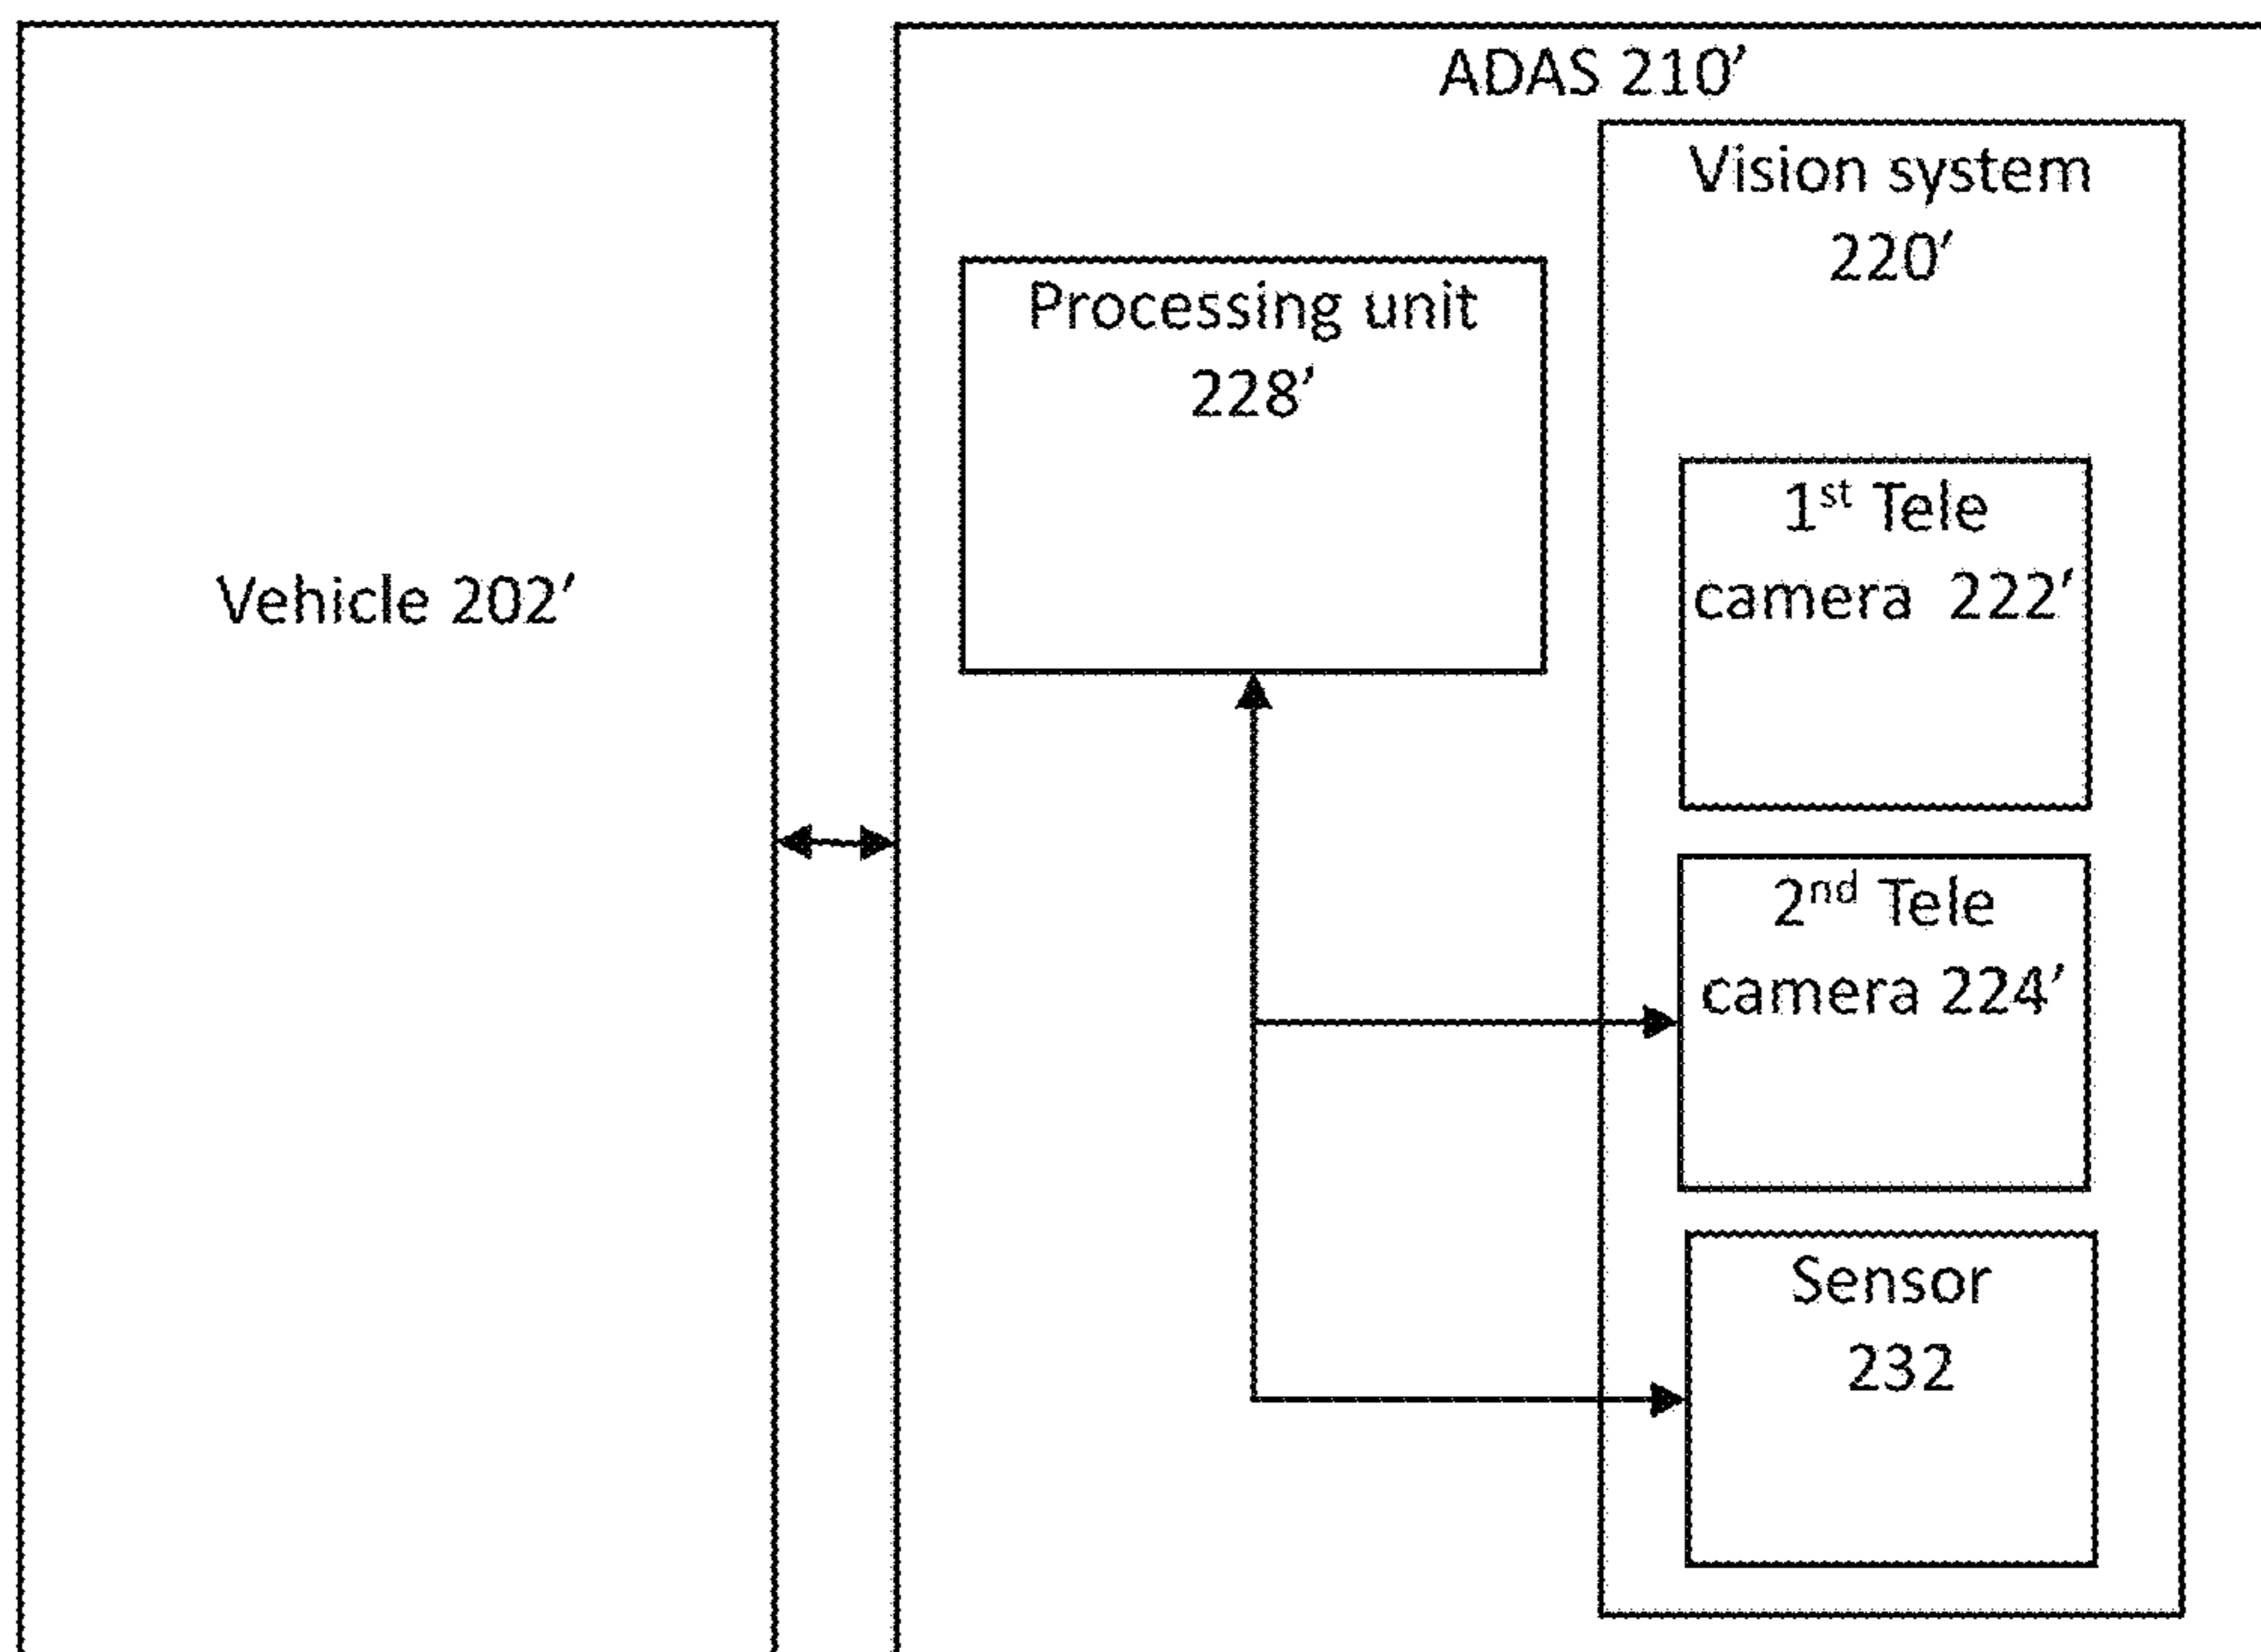 ADAS 210′
Vision system
220′
Processing unit
228′
1st Tele
camera 222′
Vehicle 202′
2nd Tele
camera 224′
Sensor
232